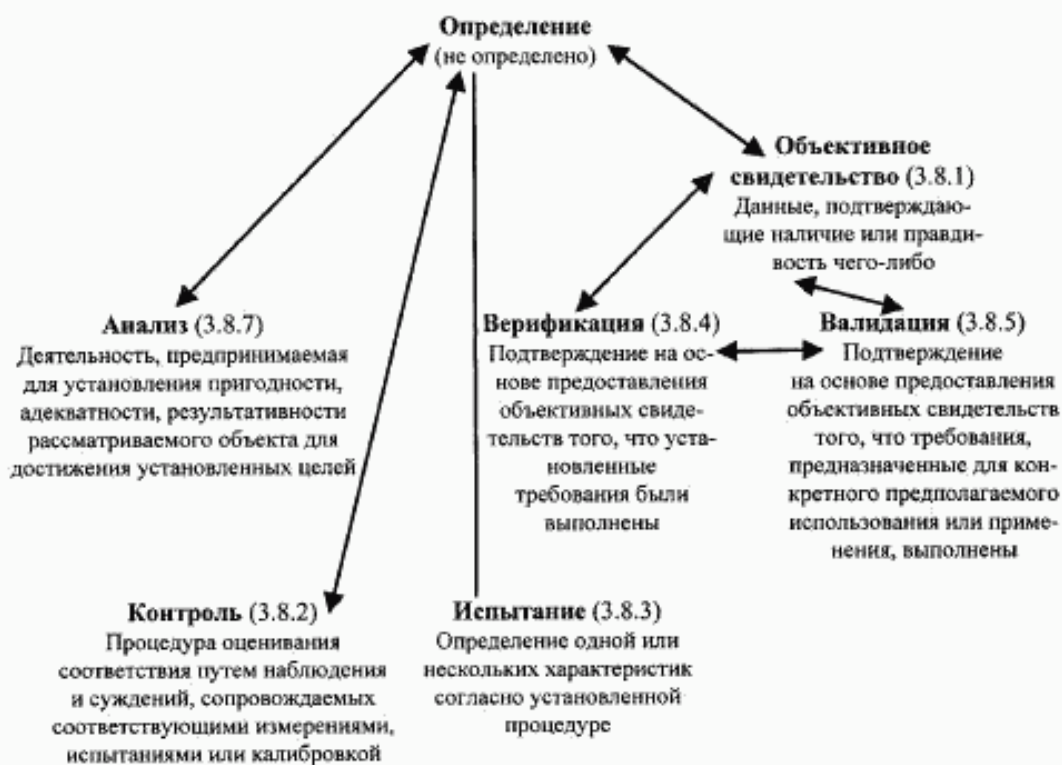 Определение
(не определено)
Объективное
свидетельство (3.8.1)
Данные, подтверждаю-
щие наличие или правди-
вость чего-либо
Анализ (3.8.7)
Деятельность, предпринимаемая
для установления пригодности,
адекватности, результативности
рассматриваемого объекта для
достижения установленных целей
Верификация (3.8.4)
Подтверждение на ос-
нове предоставления
объективных свиде-
тельств того, что уста-
новленные
требования были
выполнены
Валидация (3.8.5)
Подтверждение
на основе предоставления
объективных свидетельств
того, что требования,
предназначенные для кон-
кретного предполагаемого
использования или приме-
нения, выполнены
Контроль (3.8.2)
Процедура оценивания
соответствия путем наблюдения
и суждений, сопровождаемых
соответствующими измерениями,
испытаниями или калибровкой
Испытание (3.8.3)
Определение одной или
нескольких характеристик
согласно установленной
процедуре